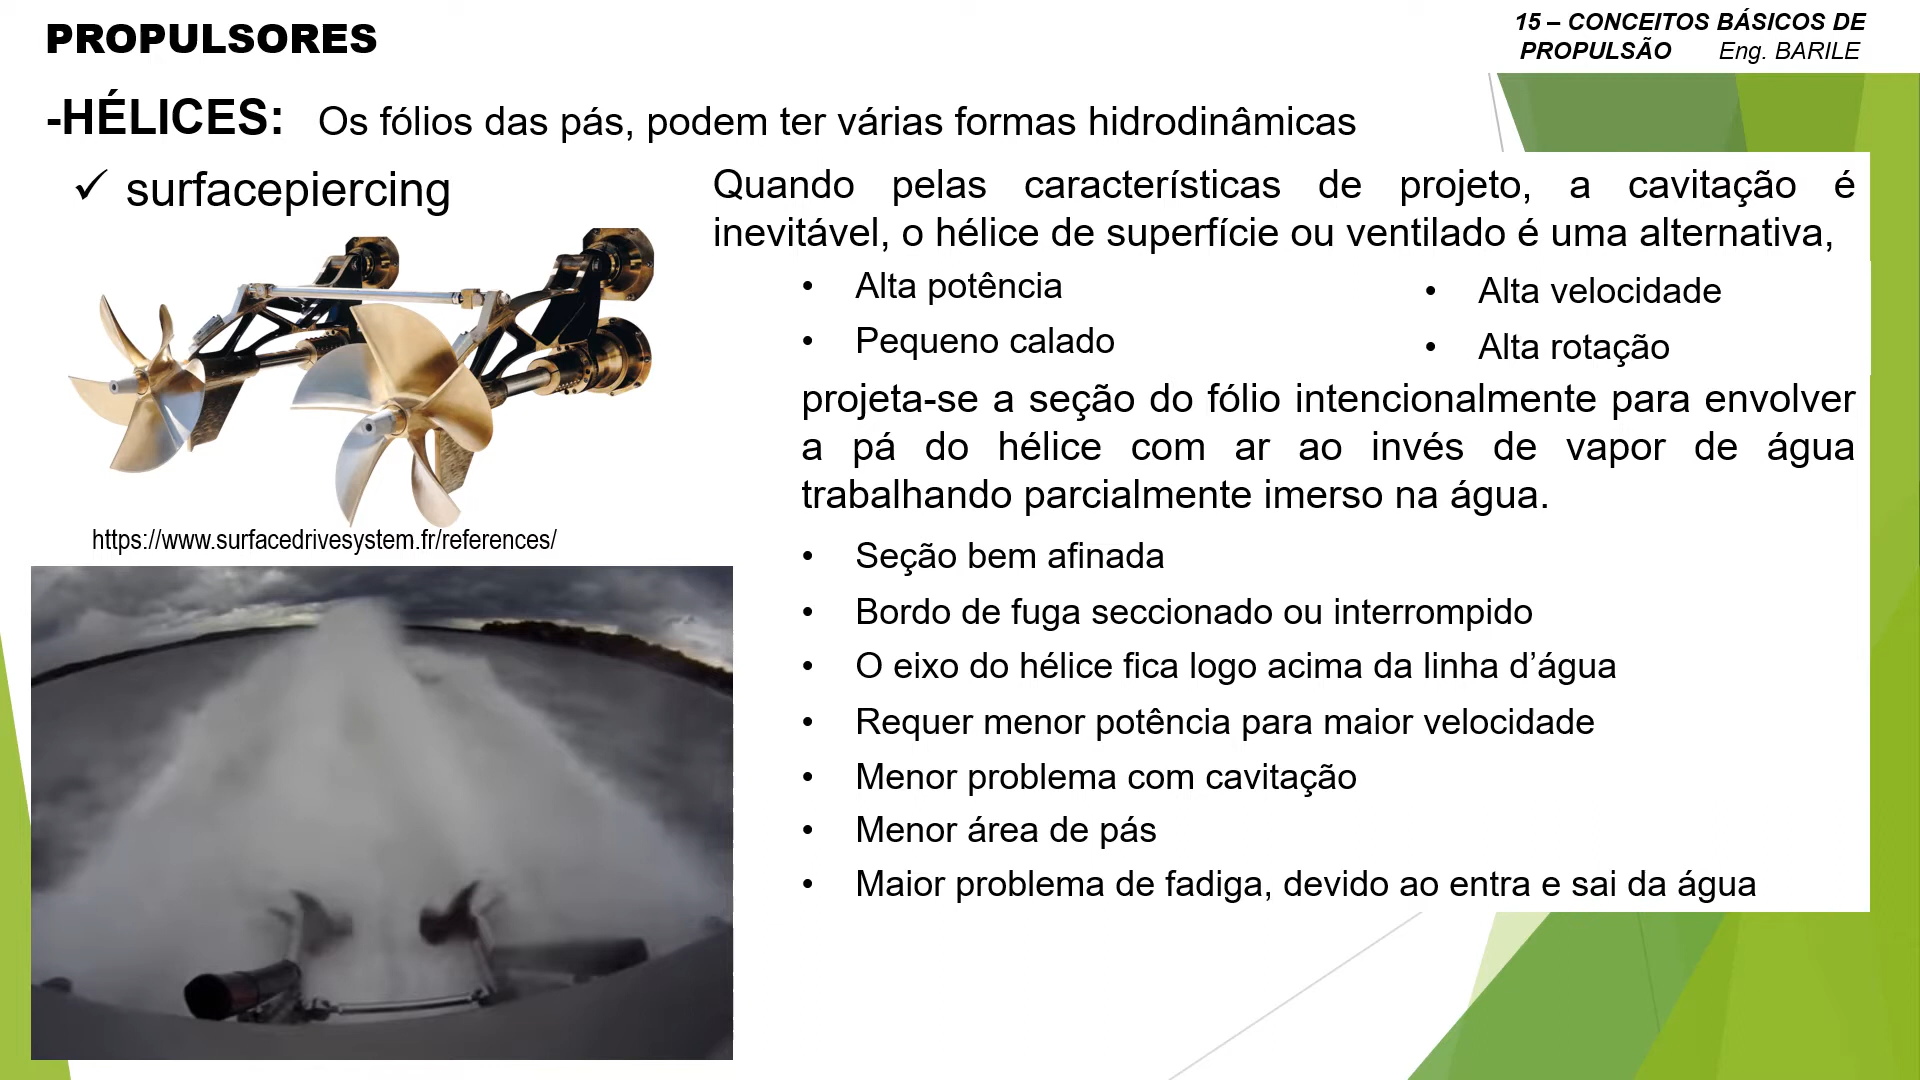 PROPULSORES
15 – CONCEITOS BÁSICOS DE
PROPULSÃO Eng. BARILE
-HÉLICES: Os fólios das pás, podem ter várias formas hidrodinâmicas
✓ surfacepiercing
https://www.surfacedrivesystem.fr/references/
Quando pelas características de projeto, a cavitação é
inevitável, o hélice de superfície ou ventilado é uma alternativa,
• Alta potência
• Pequeno calado
• Alta velocidade
• Alta rotação
projeta-se a seção do fólio intencionalmente para envolver
a pá do hélice com ar ao invés de vapor de água
trabalhando parcialmente imerso na água.
• Seção bem afinada
• Bordo de fuga seccionado ou interrompido
• O eixo do hélice fica logo acima da linha d’água
• Requer menor potência para maior velocidade
• Menor problema com cavitação
• Menor área de pás
• Maior problema de fadiga, devido ao entra e sai da água